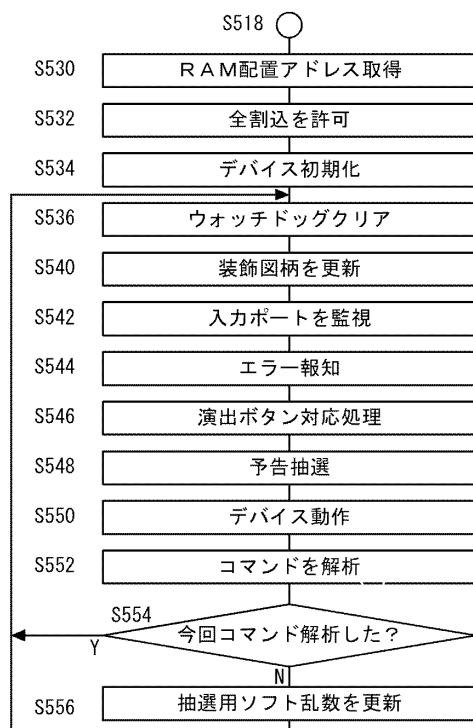 S518
S530 RAM配置アドレス取得
S532 全割込を許可
S534 デバイス初期化
S536 ウォッチドッグクリア
S540 装飾図柄を更新
S542 入力ポートを監視
S544 エラー報知
S546 演出ボタン対応処理
S548 予告抽選
S550 デバイス動作
S552 コマンドを解析
S554
今回コマンド解析した?
Y
N
S556 抽選用ソフト乱数を更新